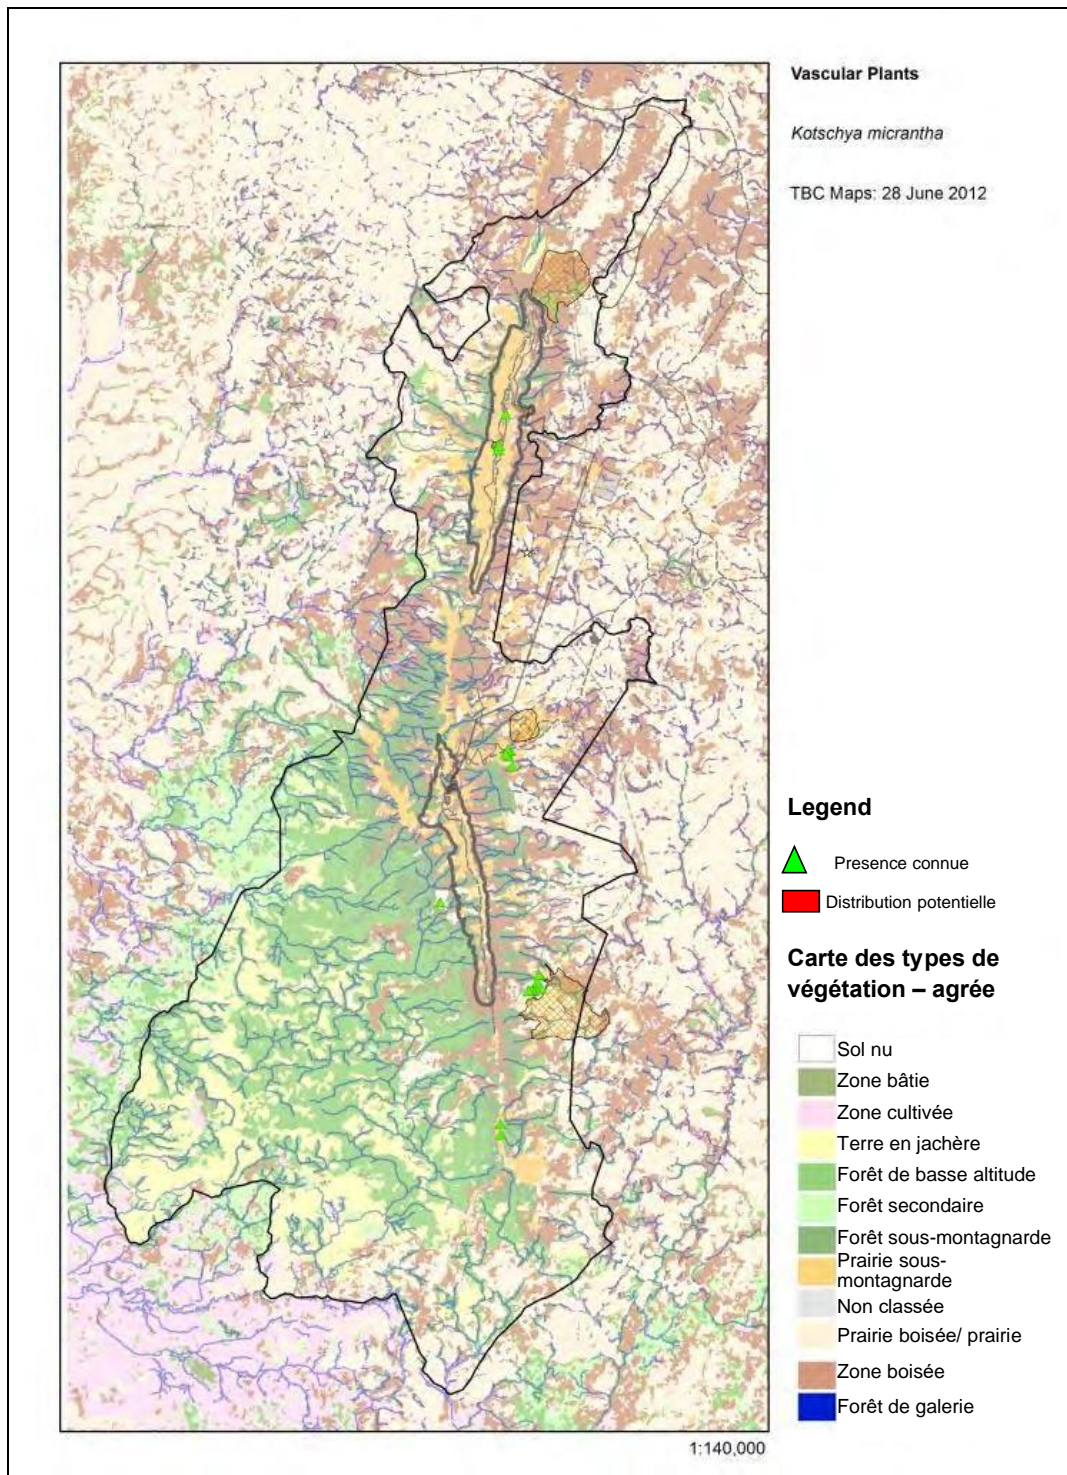 Vascular Plants
Kotschya micrantha
TBC Maps: 28 June 2012
Legend
Presence connue
Distribution potentielle
Carte des types de
végétation – agrée
Sol nu
Zone bâtie
Zone cultivée
Terre en jachère
Forêt de basse altitude
Forêt secondaire
Forêt sous-montagnarde
Prairie sous-
montagnarde
Non classée
Prairie boisée/ prairie
Zone boisée
Forêt de galerie
1:140,000